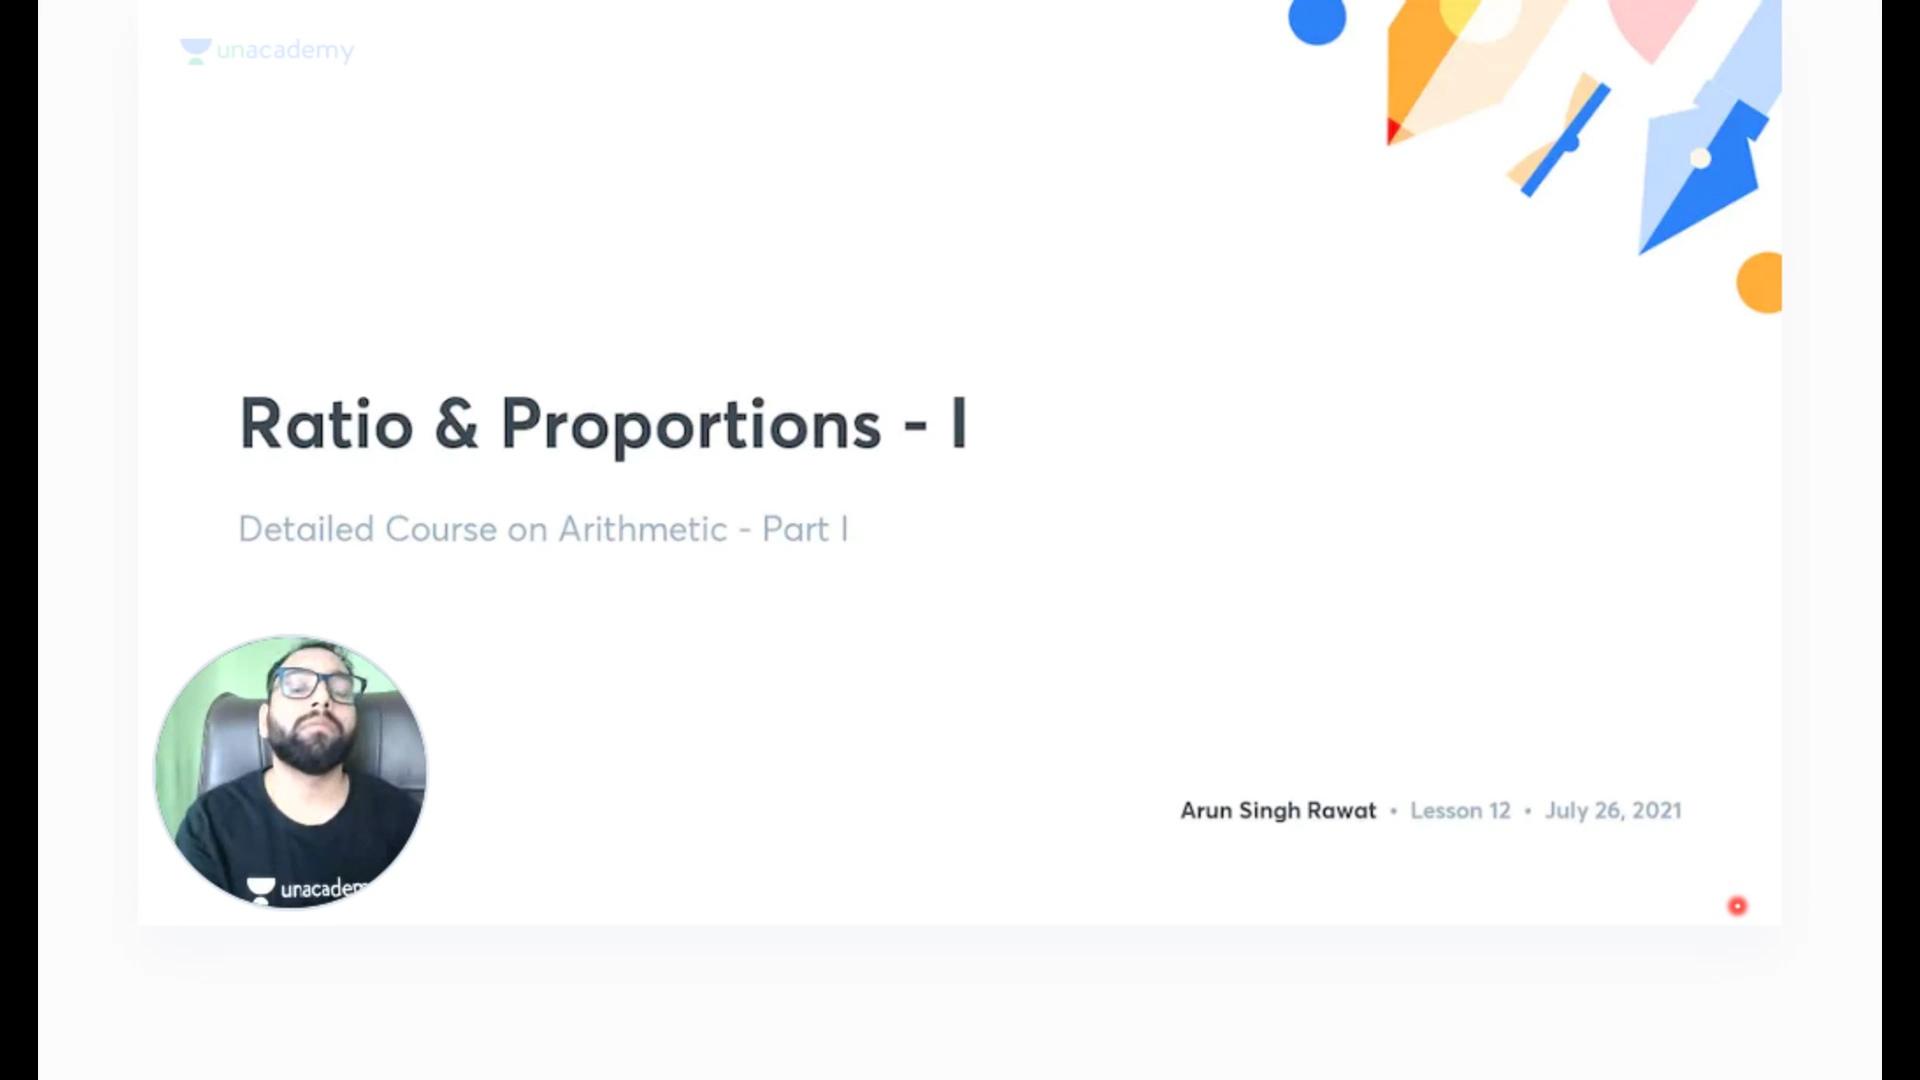 unacademy
Ratio & Proportions - I
Detailed Course on Arithmetic - Part I
Arun Singh Rawat • Lesson 12 • July 26, 2021